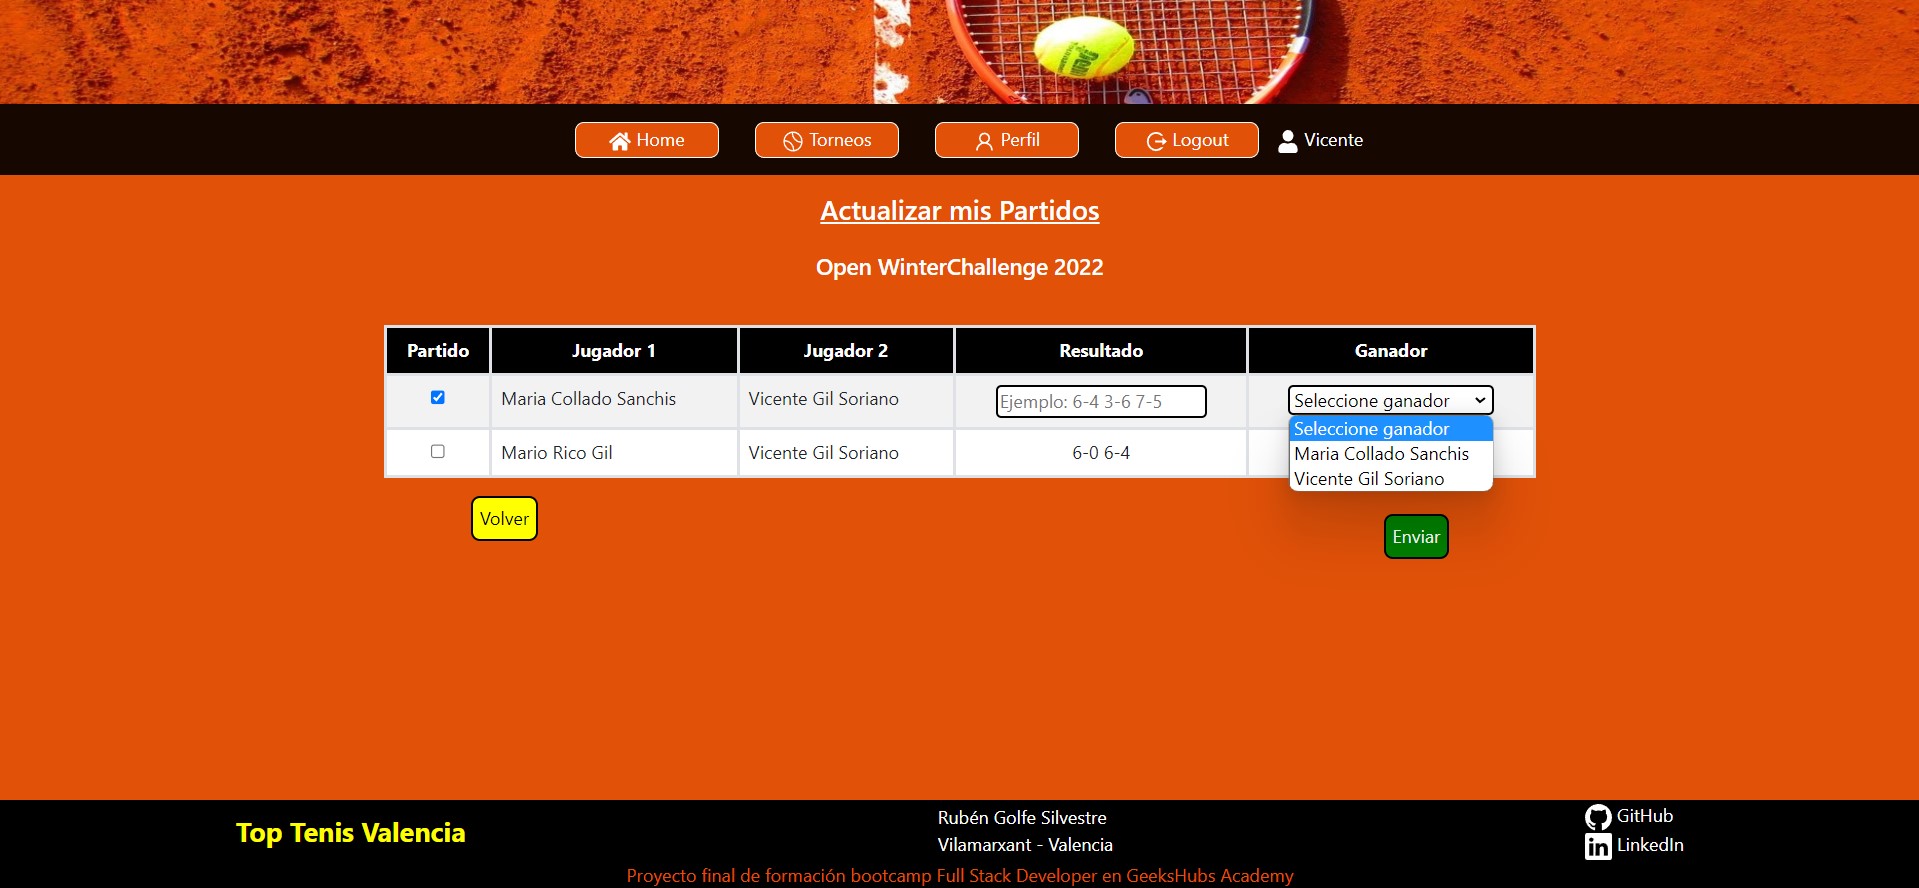 Home Torneos Perfil Logout Vicente
Actualizar mis Partidos
Open WinterChallenge 2022
Partido Jugador 1 Jugador 2 Resultado Ganador
Maria Collado Sanchis Vicente Gil Soriano Ejemplo: 6-4 3-6 7-5 Seleccione ganador
Seleccione ganador
Mario Rico Gil Vicente Gil Soriano 6-0 6-4 Maria Collado Sanchis
Vicente Gil Soriano
Volver
Enviar
Top Tenis Valencia
Rubén Golfe Silvestre
Vilamarxant - Valencia
GitHub
LinkedIn
Proyecto final de formación bootcamp Full Stack Developer en GeeksHubs Academy